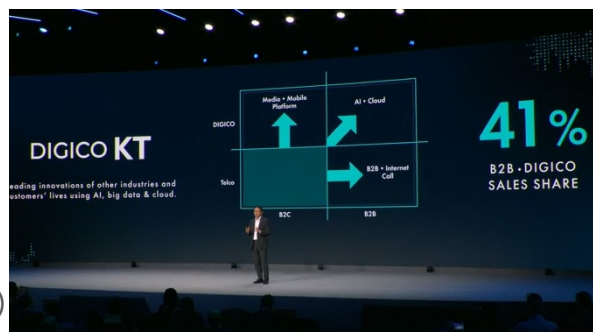 DIGICO KT
eading innovations of other industries and
ustomers' lives using AI, big data & cloud.
Media • Mobile
Platform
AI • Cloud
DIGICO
B2B • Internet
Call
Telco
B2C
B2B
41%
B2B•DIGICO
SALES SHARE